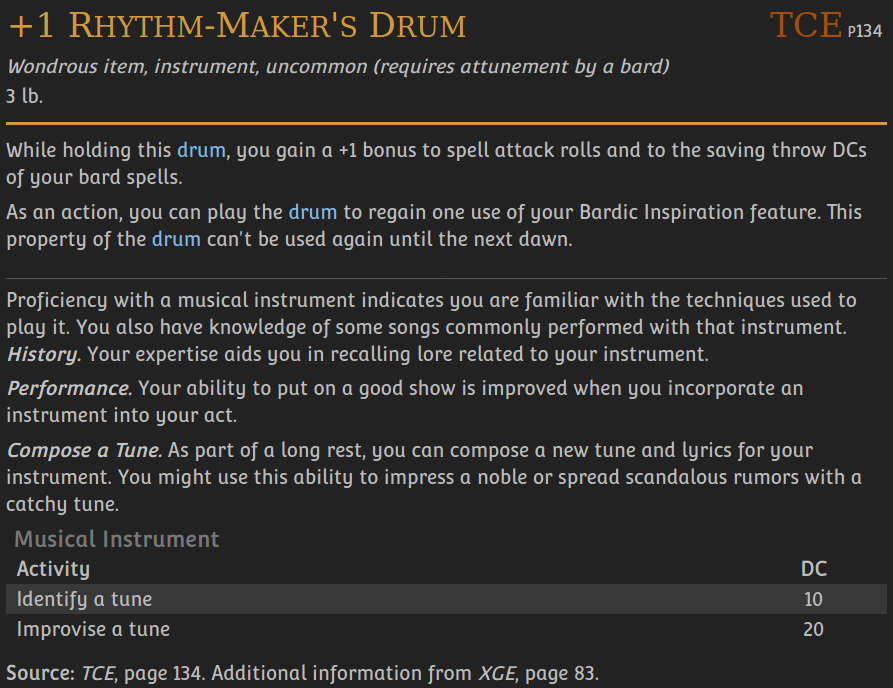 +1 Rhythm-Maker's Drum TCE P134
Wondrous item, instrument, uncommon (requires attunement by a bard)
3 lb.
While holding this drum, you gain a +1 bonus to spell attack rolls and to the saving throw DCs
of your bard spells.
As an action, you can play the drum to regain one use of your Bardic Inspiration feature. This
property of the drum can't be used again until the next dawn.
Proficiency with a musical instrument indicates you are familiar with the techniques used to
play it. You also have knowledge of some songs commonly performed with that instrument.
History. Your expertise aids you in recalling lore related to your instrument.
Performance. Your ability to put on a good show is improved when you incorporate an
instrument into your act.
Compose a Tune. As part of a long rest, you can compose a new tune and lyrics for your
instrument. You might use this ability to impress a noble or spread scandalous rumors with a
catchy tune.
Musical Instrument
Activity DC
Identify a tune 10
Improvise a tune 20
Source: TCE, page 134. Additional information from XGE, page 83.